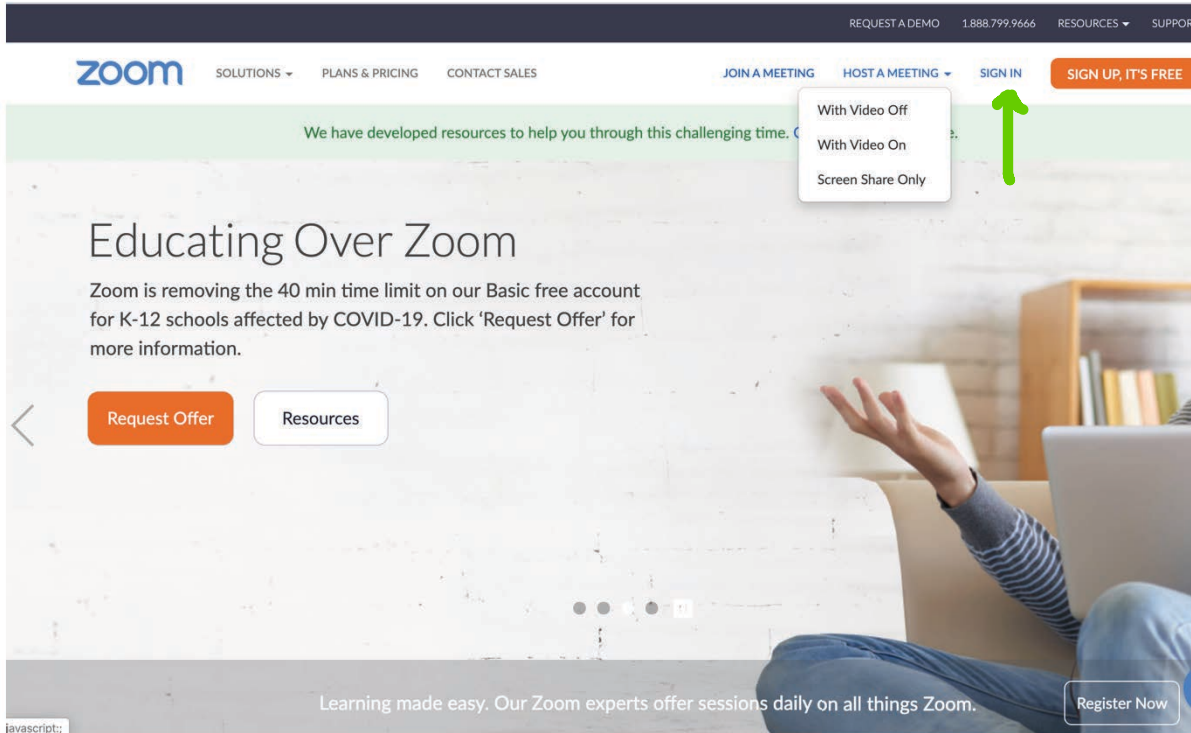 REQUEST A DEMO 1.888.799.9666 RESOURCES SUPPOR
zoom SOLUTIONS PLANS & PRICING CONTACT SALES JOIN A MEETING HOST A MEETING SIGN IN SIGN UP, IT'S FREE
With Video Off
We have developed resources to help you through this challenging time. e.
With Video On
Screen Share Only
Educating Over Zoom
Zoom is removing the 40 min time limit on our Basic free account
for K-12 schools affected by COVID-19. Click ‘Request Offer’ for
more information.
Request Offer Resources
Learning made easy. Our Zoom experts offer sessions daily on all things Zoom. Register Now
javascript:;